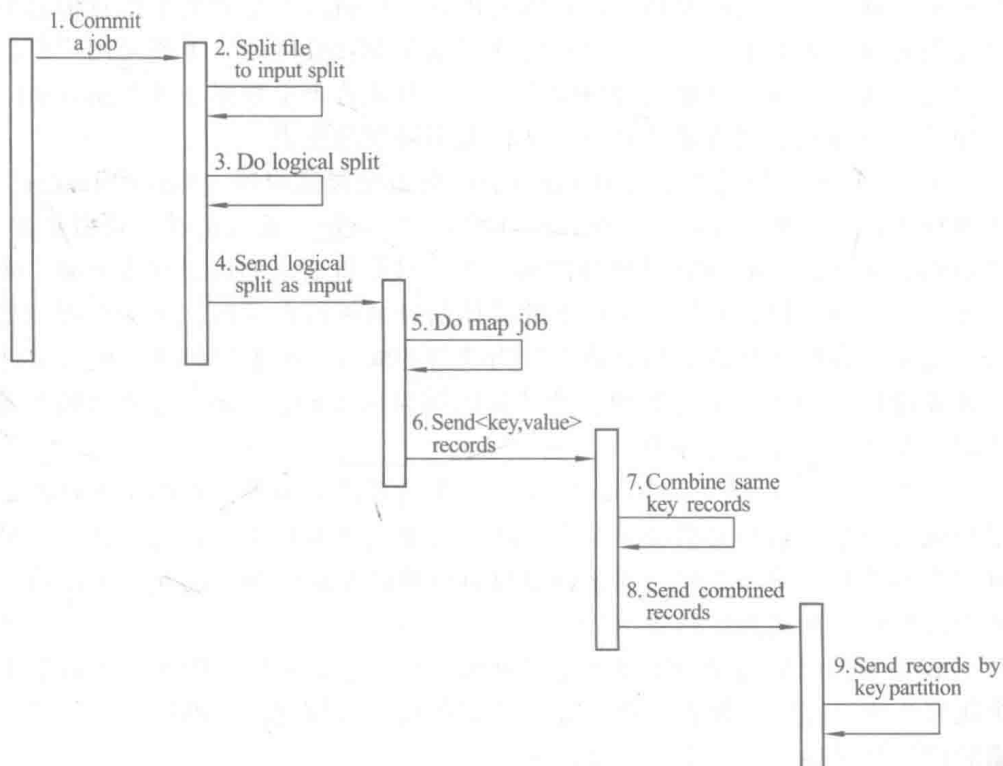 1. Commit
a job
2. Split file
to input split
3. Do logical split
4. Send logical
split as input
5. Do map job
6. Send<key,value>
records
7. Combine same
key records
8. Send combined
records
9. Send records by
key partition